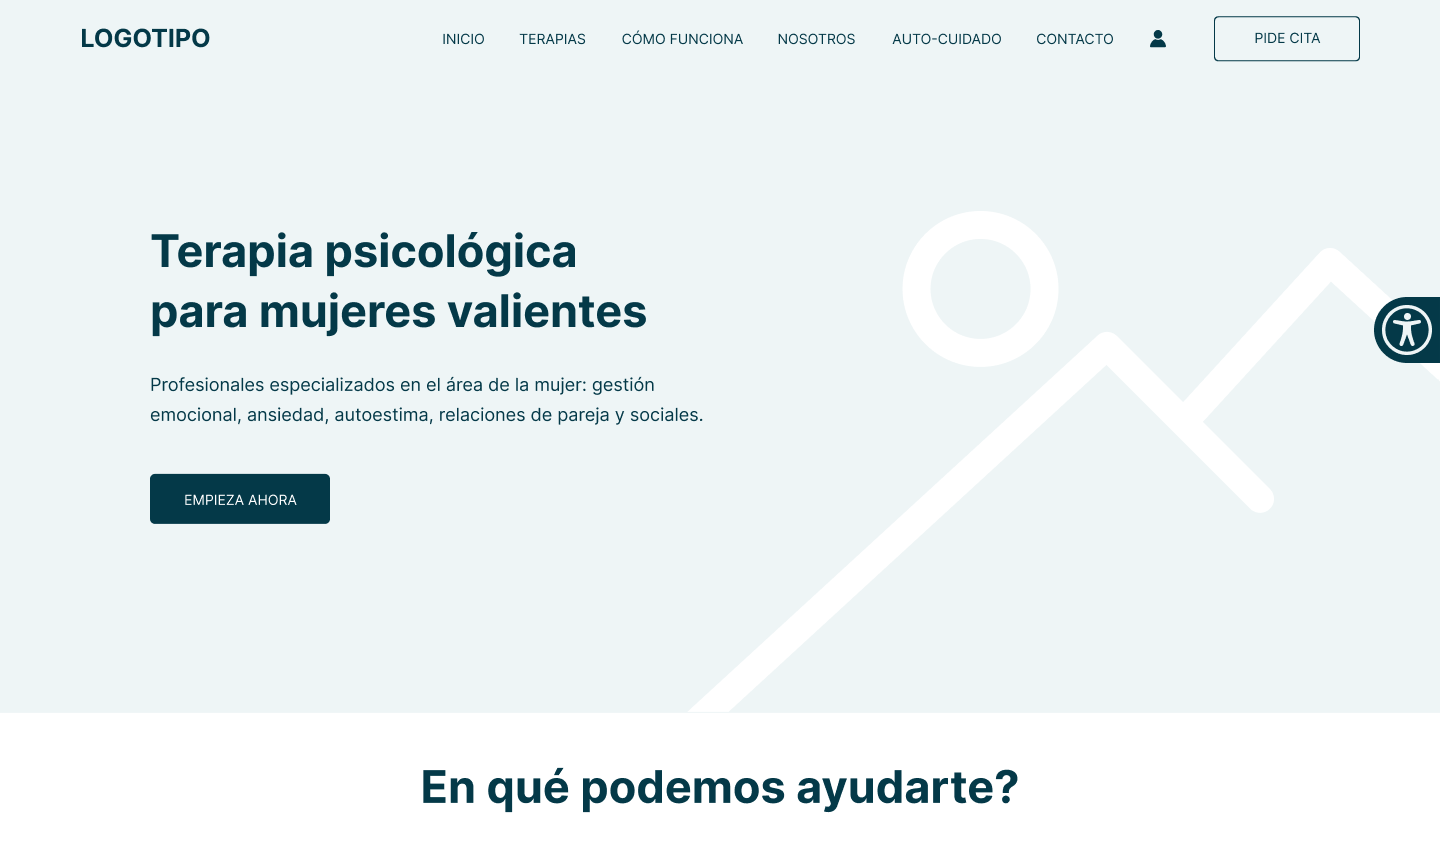 LOGOTIPO
INICIO
TERAPIAS
CÓMO FUNCIONA
NOSOTROS
AUTO-CUIDADO
CONTACTO
PIDE CITA
Terapia psicológica
para mujeres valientes
Profesionales especializados en el área de la mujer: gestión
emocional, ansiedad, autoestima, relaciones de pareja y sociales.
EMPIEZA AHORA
En qué podemos ayudarte?